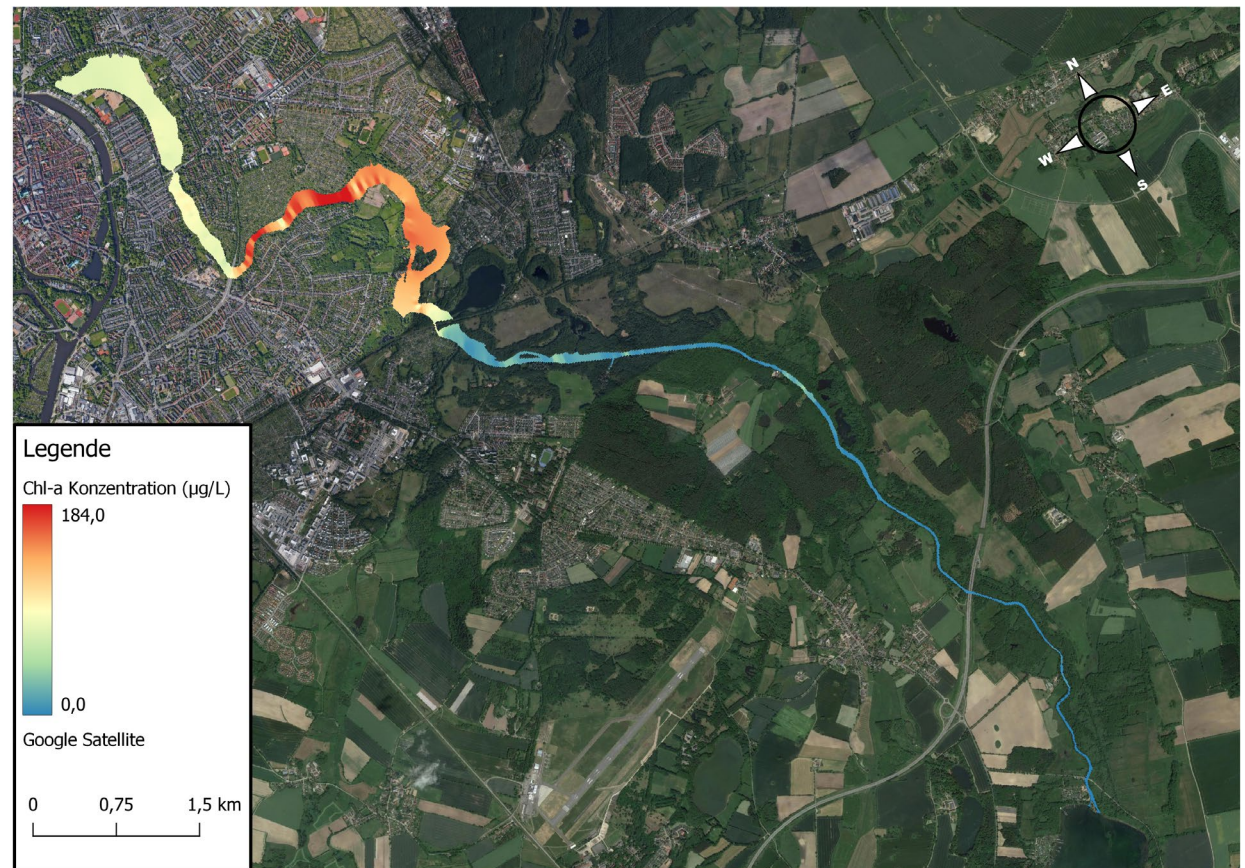 N
E
W
S
Legende
Chl-a Konzentration (µg/L)
184,0
0,0
Google Satellite
0 0,75 1,5 km